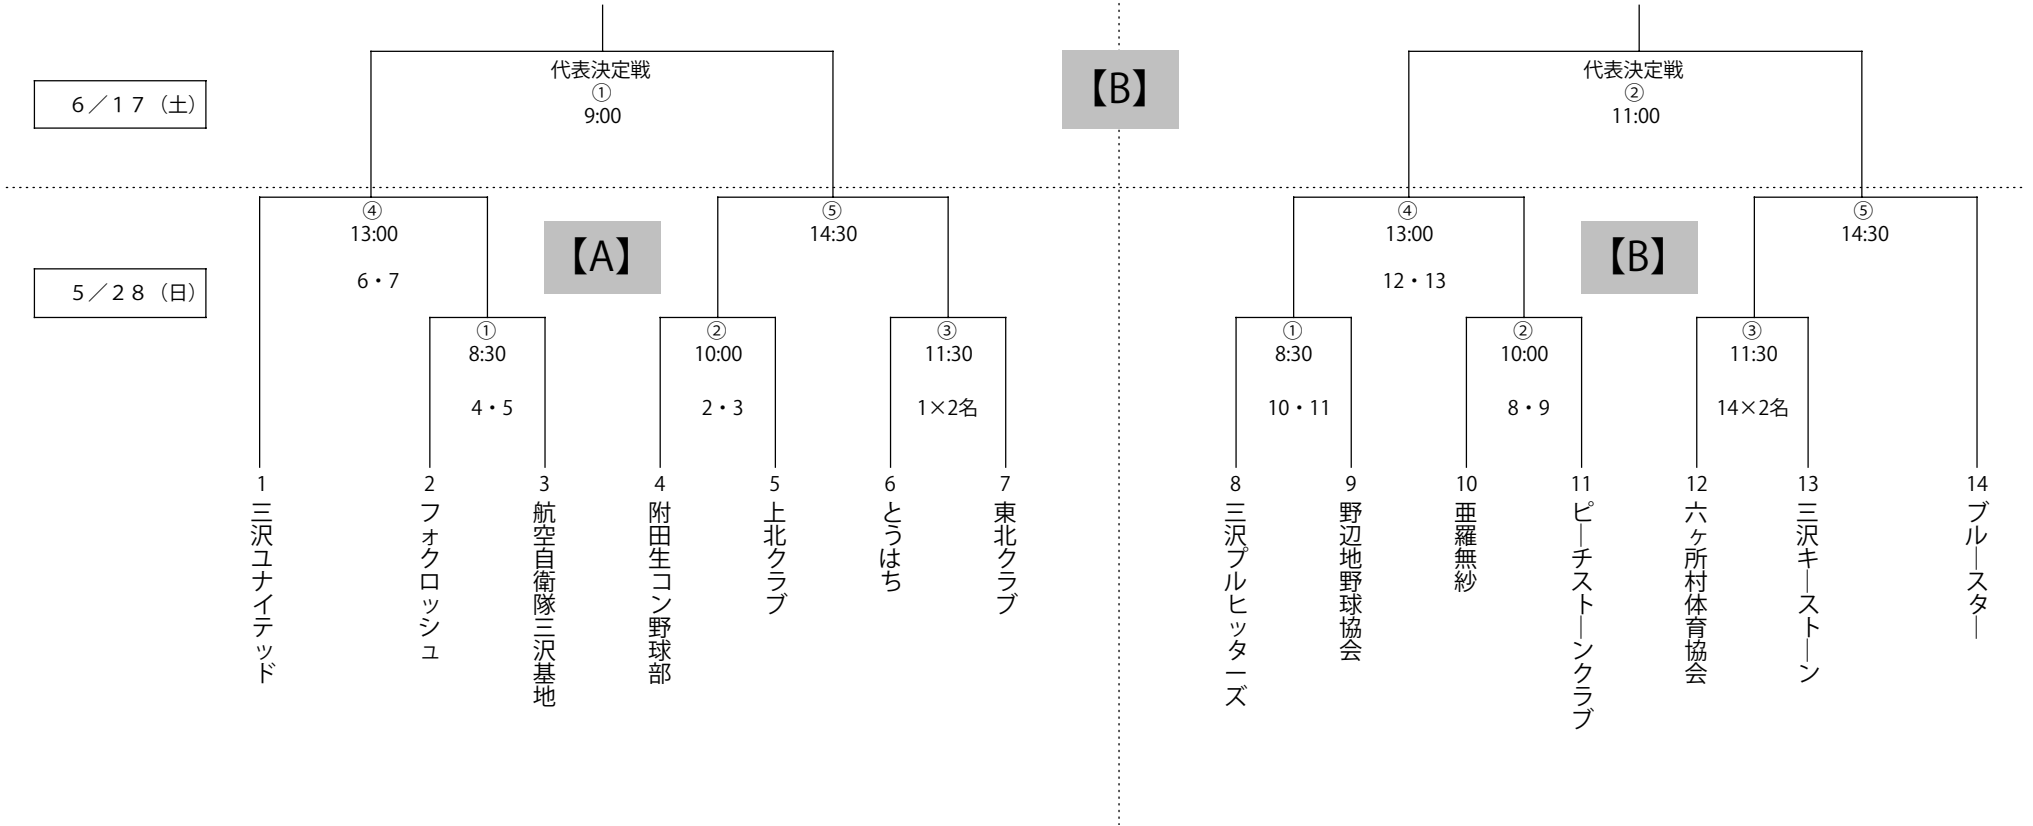 代表決定戦
①
9:00
【B】
代表決定戦
②
11:00
6／17（土）
④
13:00
6・7
【A】
⑤
14:30
④
13:00
12・13
【B】
⑤
14:30
5／28（日）
①
8:30
4・5
②
10:00
2・3
③
11:30
1×2名
①
8:30
10・11
②
10:00
8・9
③
11:30
14×2名
1
三沢ユナイテッド
2
フォクロッシュ
3
航空自衛隊三沢基地
4
附田生コン野球部
5
上北クラブ
6
とうはち
7
東北クラブ
8
三沢プルヒッターズ
9
野辺地野球協会
10
亜羅無紗
11
ピーチストーンクラブ
12
六ヶ所村体育協会
13
三沢キーストーン
14
ブルースター